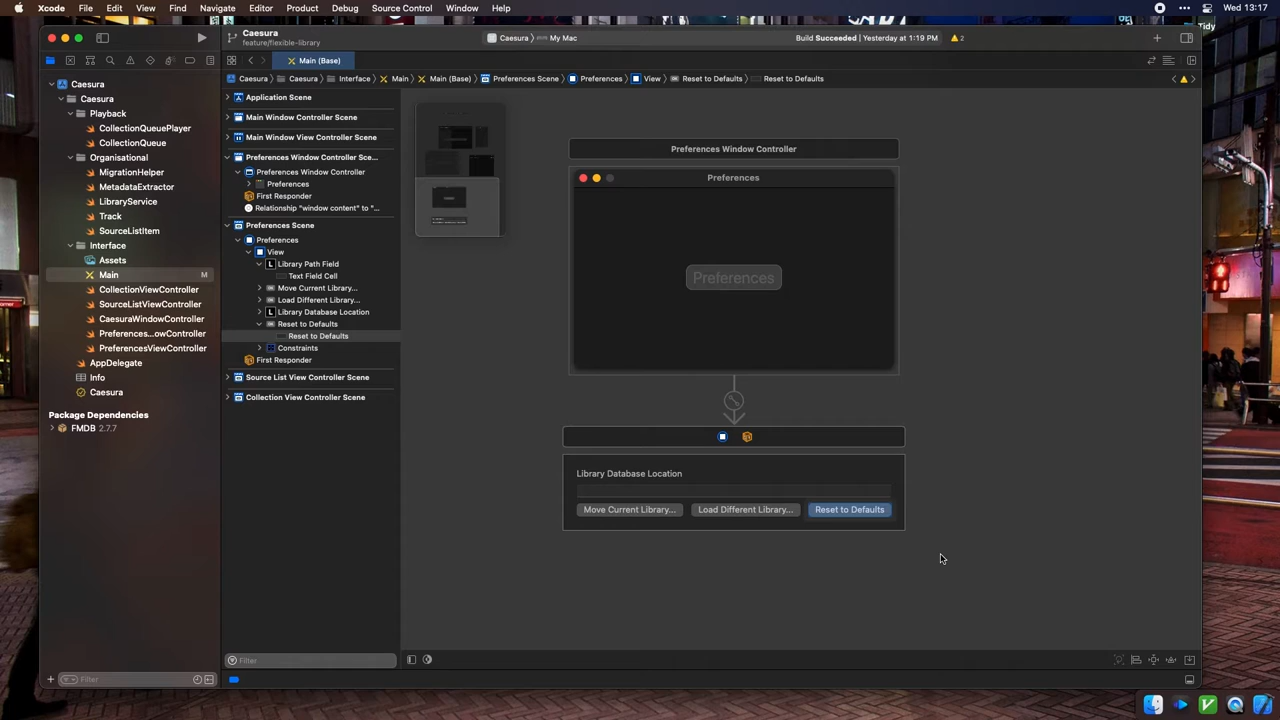 Xcode File Edit View Find Navigate Editor Product Debug Source Control Window Help Wed 13:17
Tidy
Caesura
feature/flexible-library
Caesura My Mac
Build Succeeded | Yesterday at 1:19 PM 2
Main (Base)
Caesura Caesura Interface Main Main (Base) Preferences Scene Preferences View Reset to Defaults Reset to Defaults
Caesura
Caesura
Playback
CollectionQueuePlayer
CollectionQueue
Organisational
MigrationHelper
MetadataExtractor
LibraryService
Track
SourceListItem
Interface
Assets
Main M
CollectionViewController
SourceListViewController
CaesuraWindowController
Preferences...owController
PreferencesViewController
AppDelegate
Info
Caesura
Package Dependencies
FMDB 2.7.7
Filter
Application Scene
Main Window Controller Scene
Main Window View Controller Scene
Preferences Window Controller Sce...
Preferences Window Controller
Preferences
First Responder
Relationship "window content" to "...
Preferences Scene
Preferences
View
L Library Path Field
Text Field Cell
Move Current Library...
Load Different Library...
L Library Database Location
Reset to Defaults
Reset to Defaults
Constraints
First Responder
Source List View Controller Scene
Collection View Controller Scene
Filter
Preferences Window Controller
Preferences
Preferences
Library Database Location
Move Current Library... Load Different Library... Reset to Defaults